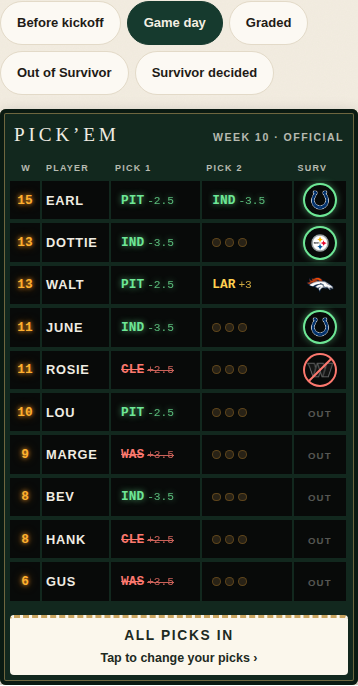 Before kickoff Game day Graded
Out of Survivor Survivor decided
PICK’EM WEEK 10 · OFFICIAL
W PLAYER PICK 1 PICK 2 SURV
15 EARL PIT -2.5 IND -3.5
13 DOTTIE IND -3.5
13 WALT PIT -2.5 LAR +3
11 JUNE IND -3.5
11 ROSIE CLE +2.5 W
10 LOU PIT -2.5 OUT
9 MARGE WAS +3.5 OUT
8 BEV IND -3.5 OUT
8 HANK CLE +2.5 OUT
6 GUS WAS +3.5 OUT
ALL PICKS IN
Tap to change your picks ›